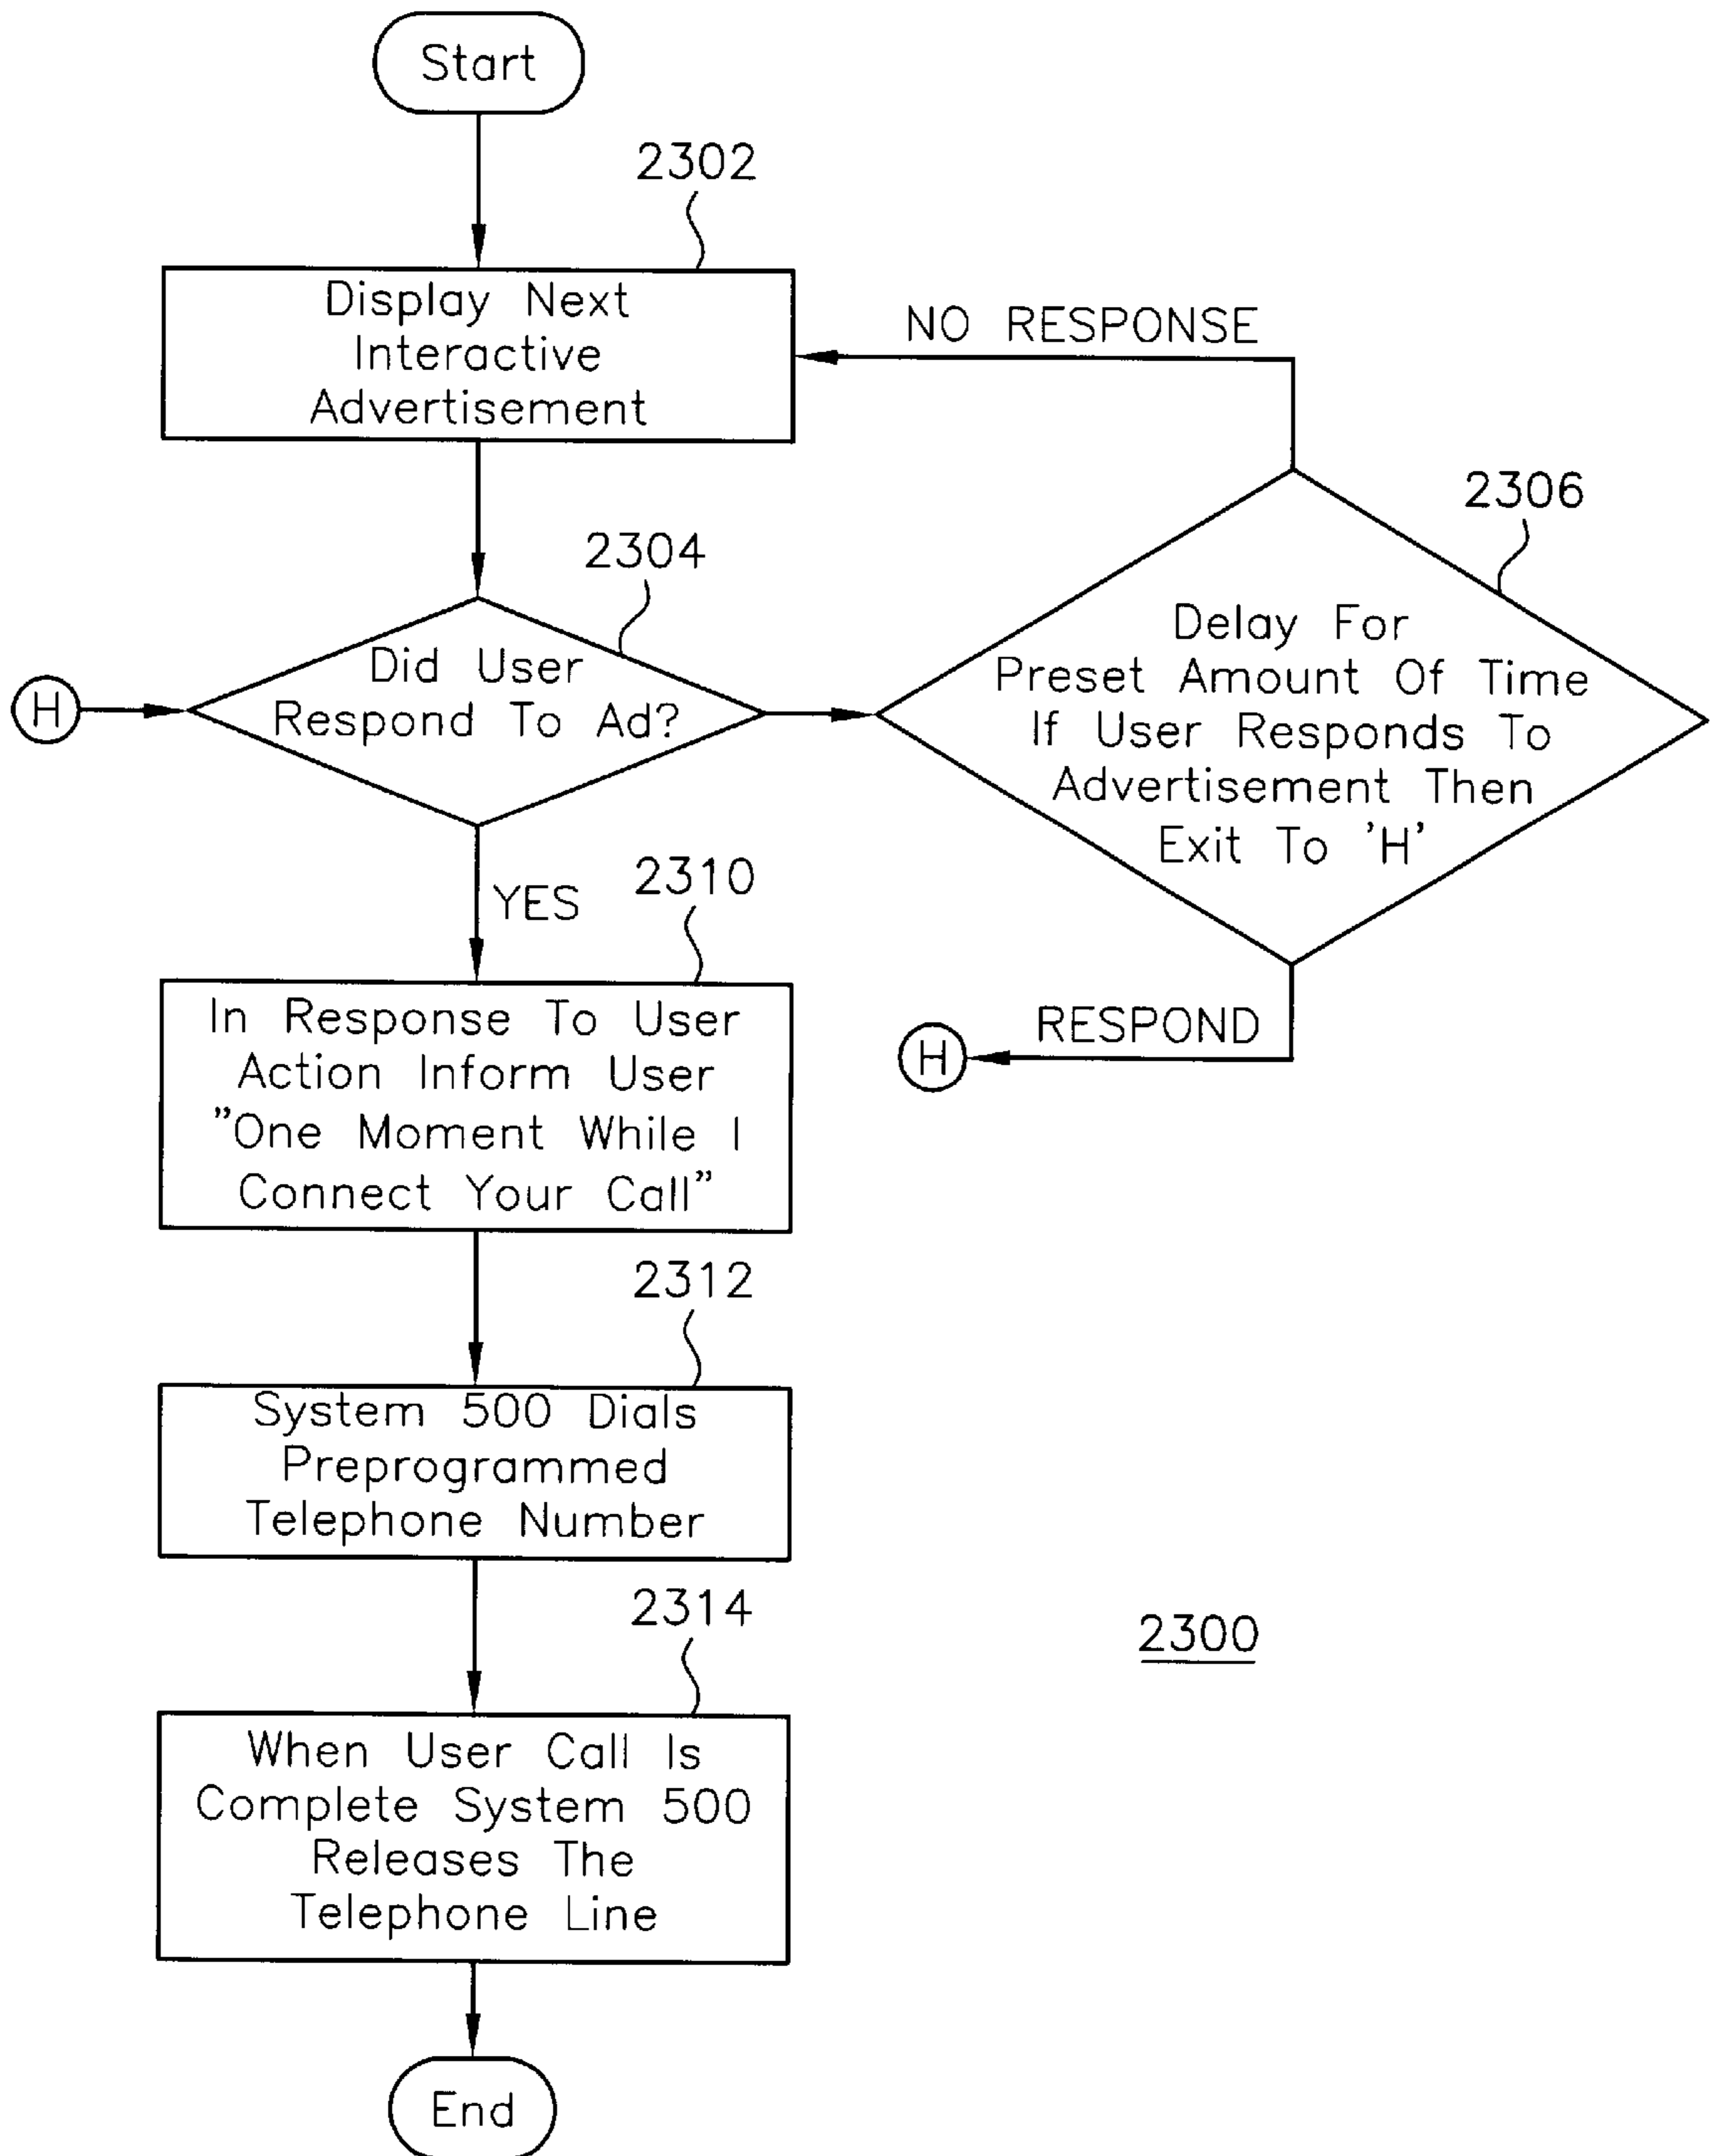 Start
2302
Display Next
Interactive
Advertisement
NO RESPONSE
2306
2304
Did User
Respond To Ad?
H
Delay For
Preset Amount Of Time
If User Responds To
Advertisement Then
Exit To 'H'
YES
2310
In Response To User
Action Inform User
"One Moment While I
Connect Your Call"
RESPOND
H
2312
System 500 Dials
Preprogrammed
Telephone Number
2314
2300
When User Call Is
Complete System 500
Releases The
Telephone Line
End